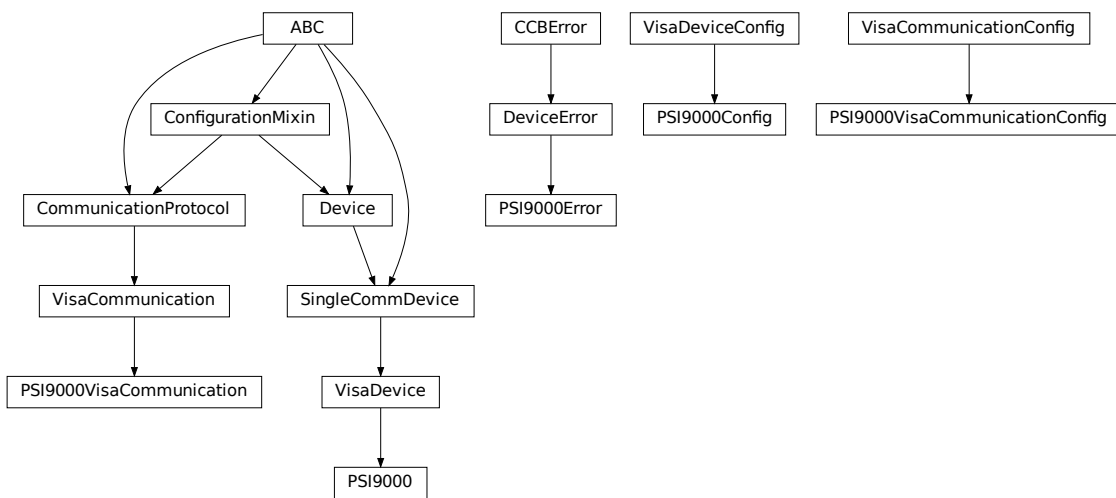 ABC
CCBError
VisaDeviceConfig
VisaCommunicationConfig
ConfigurationMixin
DeviceError
PSI9000Config
PSI9000VisaCommunicationConfig
CommunicationProtocol
Device
PSI9000Error
VisaCommunication
SingleCommDevice
PSI9000VisaCommunication
VisaDevice
PSI9000